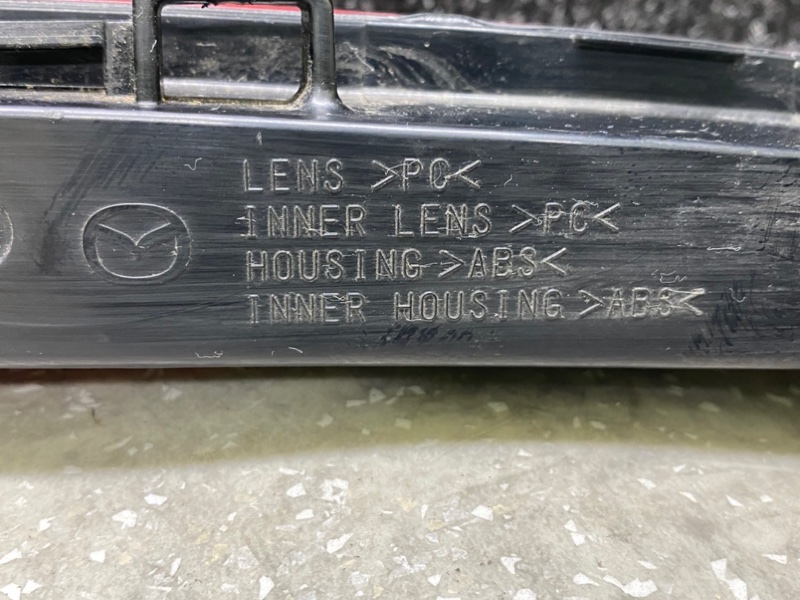 LENS >PC<
INNER LENS >PC<
HOUSING >ABS<
INNER HOUSING >ABS<